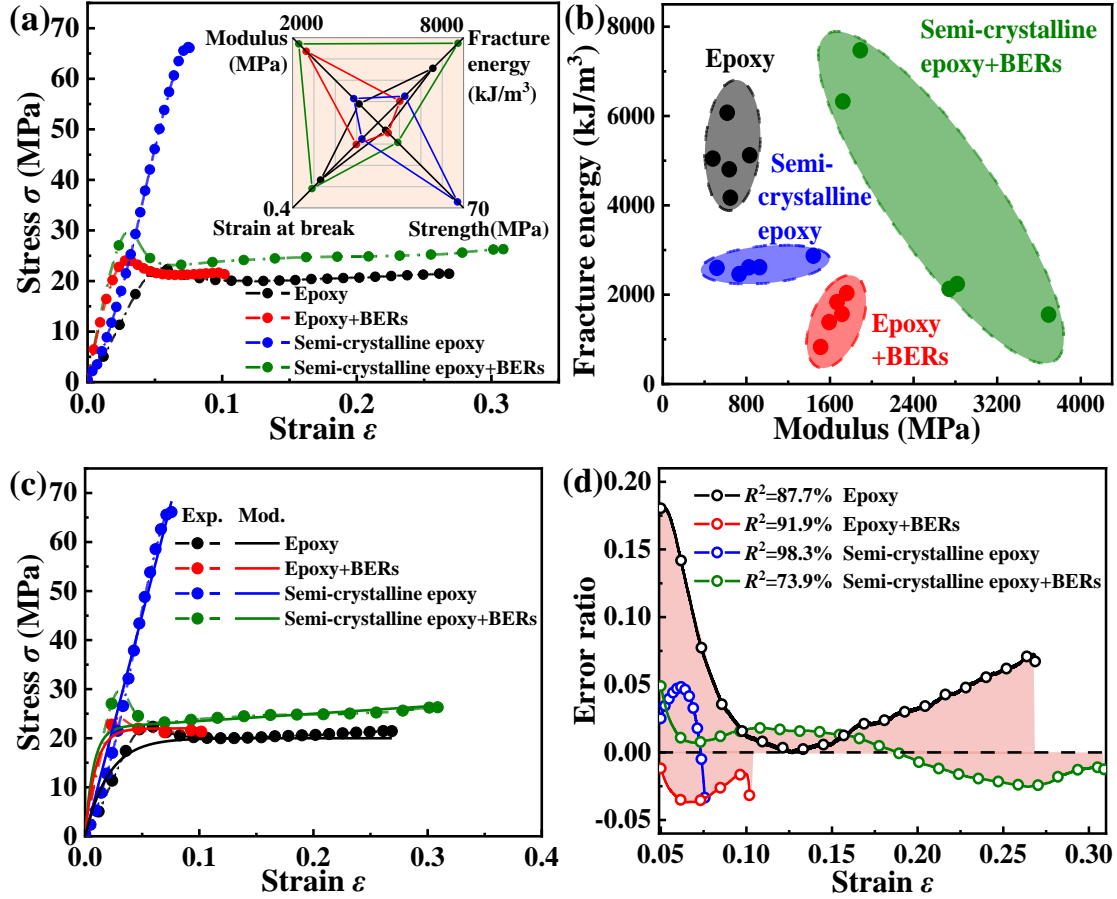 (a)
70
60
50
40
30
20
10
0
Stress σ (MPa)
0.0
0.1
0.2
0.3
Strain ε
2000
8000
Modulus
(MPa)
Fracture
energy
(kJ/m³)
0.4
70
Strain at break
Strength(MPa)
Epoxy
Epoxy+BERs
Semi-crystalline epoxy
Semi-crystalline epoxy+BERs
(b)
8000
6000
4000
2000
0
Fracture energy (kJ/m³)
0
800
1600
2400
3200
4000
Modulus (MPa)
Epoxy
Semi-crystalline
epoxy+BERs
Semi-
crystalline
epoxy
Epoxy
+BERs
(c)
70
60
50
40
30
20
10
0
Stress σ (MPa)
0.0
0.1
0.2
0.3
0.4
Strain ε
Exp. Mod.
Epoxy
Epoxy+BERs
Semi-crystalline epoxy
Semi-crystalline epoxy+BERs
(d)
0.20
0.15
0.10
0.05
0.00
-0.05
Error ratio
0.05
0.10
0.15
0.20
0.25
0.30
Strain ε
R²=87.7% Epoxy
R²=91.9% Epoxy+BERs
R²=98.3% Semi-crystalline epoxy
R²=73.9% Semi-crystalline epoxy+BERs